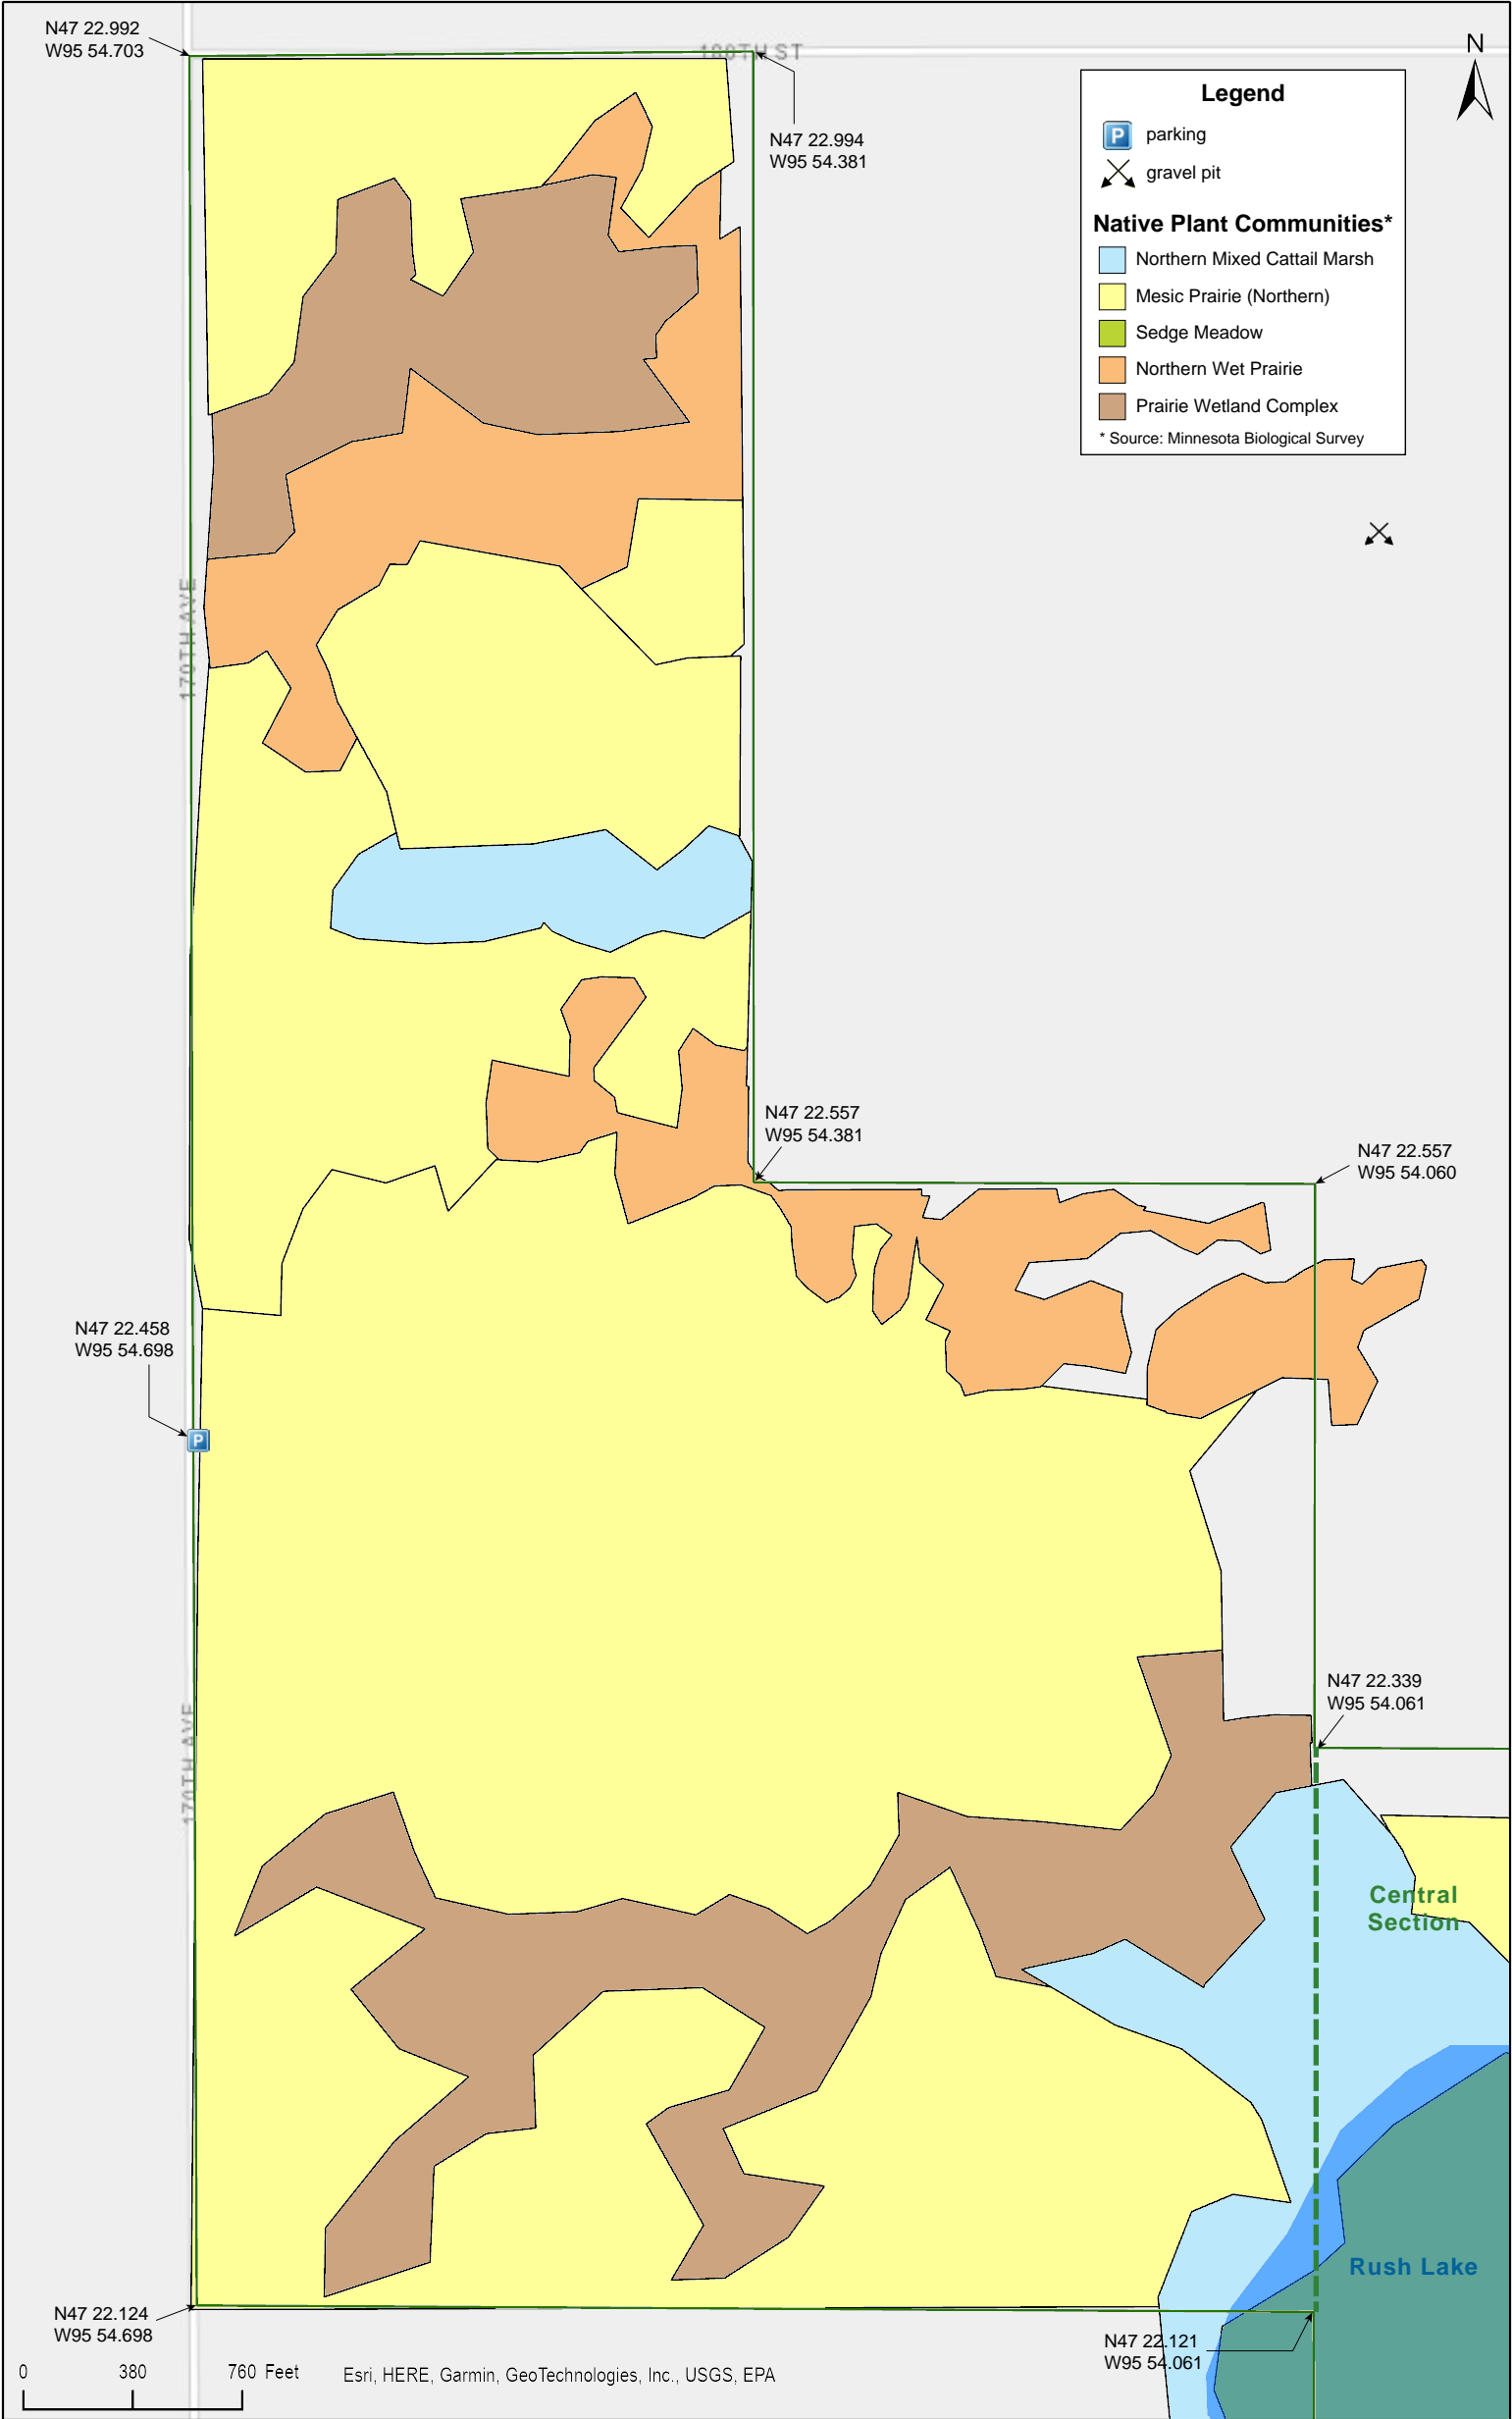 N47 22.992
W95 54.703
180TH ST
N
N47 22.994
W95 54.381
Legend
P parking
gravel pit
Native Plant Communities*
Northern Mixed Cattail Marsh
Mesic Prairie (Northern)
Sedge Meadow
Northern Wet Prairie
Prairie Wetland Complex
* Source: Minnesota Biological Survey
170TH AVE
N47 22.557
W95 54.381
N47 22.557
W95 54.060
N47 22.458
W95 54.698
P
N47 22.339
W95 54.061
170TH AVE
Central
Section
Rush Lake
N47 22.124
W95 54.698
N47 22.121
W95 54.061
0 380 760 Feet
Esri, HERE, Garmin, GeoTechnologies, Inc., USGS, EPA